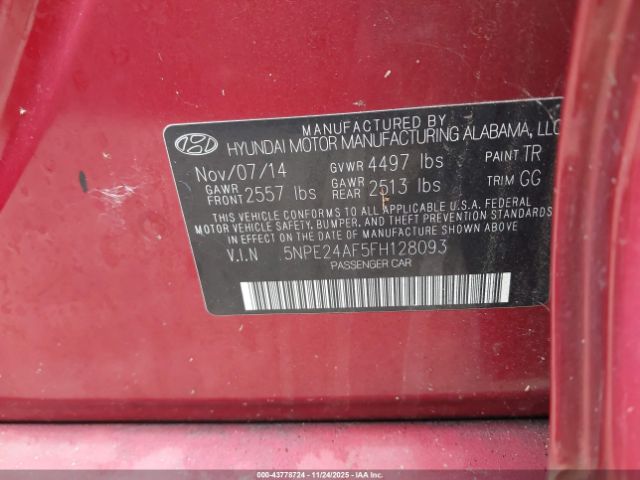 MANUFACTURED BY
HYUNDAI MOTOR MANUFACTURING ALABAMA, LLC
Nov/07/14 GVWR 4497 lbs PAINT TR
GAWR FRONT 2557 lbs GAWR REAR 2513 lbs TRIM GG
THIS VEHICLE CONFORMS TO ALL APPLICABLE U.S.A. FEDERAL
MOTOR VEHICLE SAFETY, BUMPER, AND THEFT PREVENTION
STANDARDS IN EFFECT ON THE DATE OF MANUFACTURE SHOWN ABOVE.
V.I.N 5NPE24AF5FH128093
PASSENGER CAR
000-43778724 - 11/24/2025 - IAAI.COM